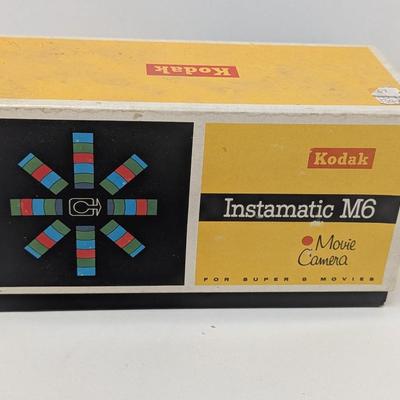 Kodak
Kodak
Instamatic M6
Movie
Camera
FOR SUPER 8 MOVIES